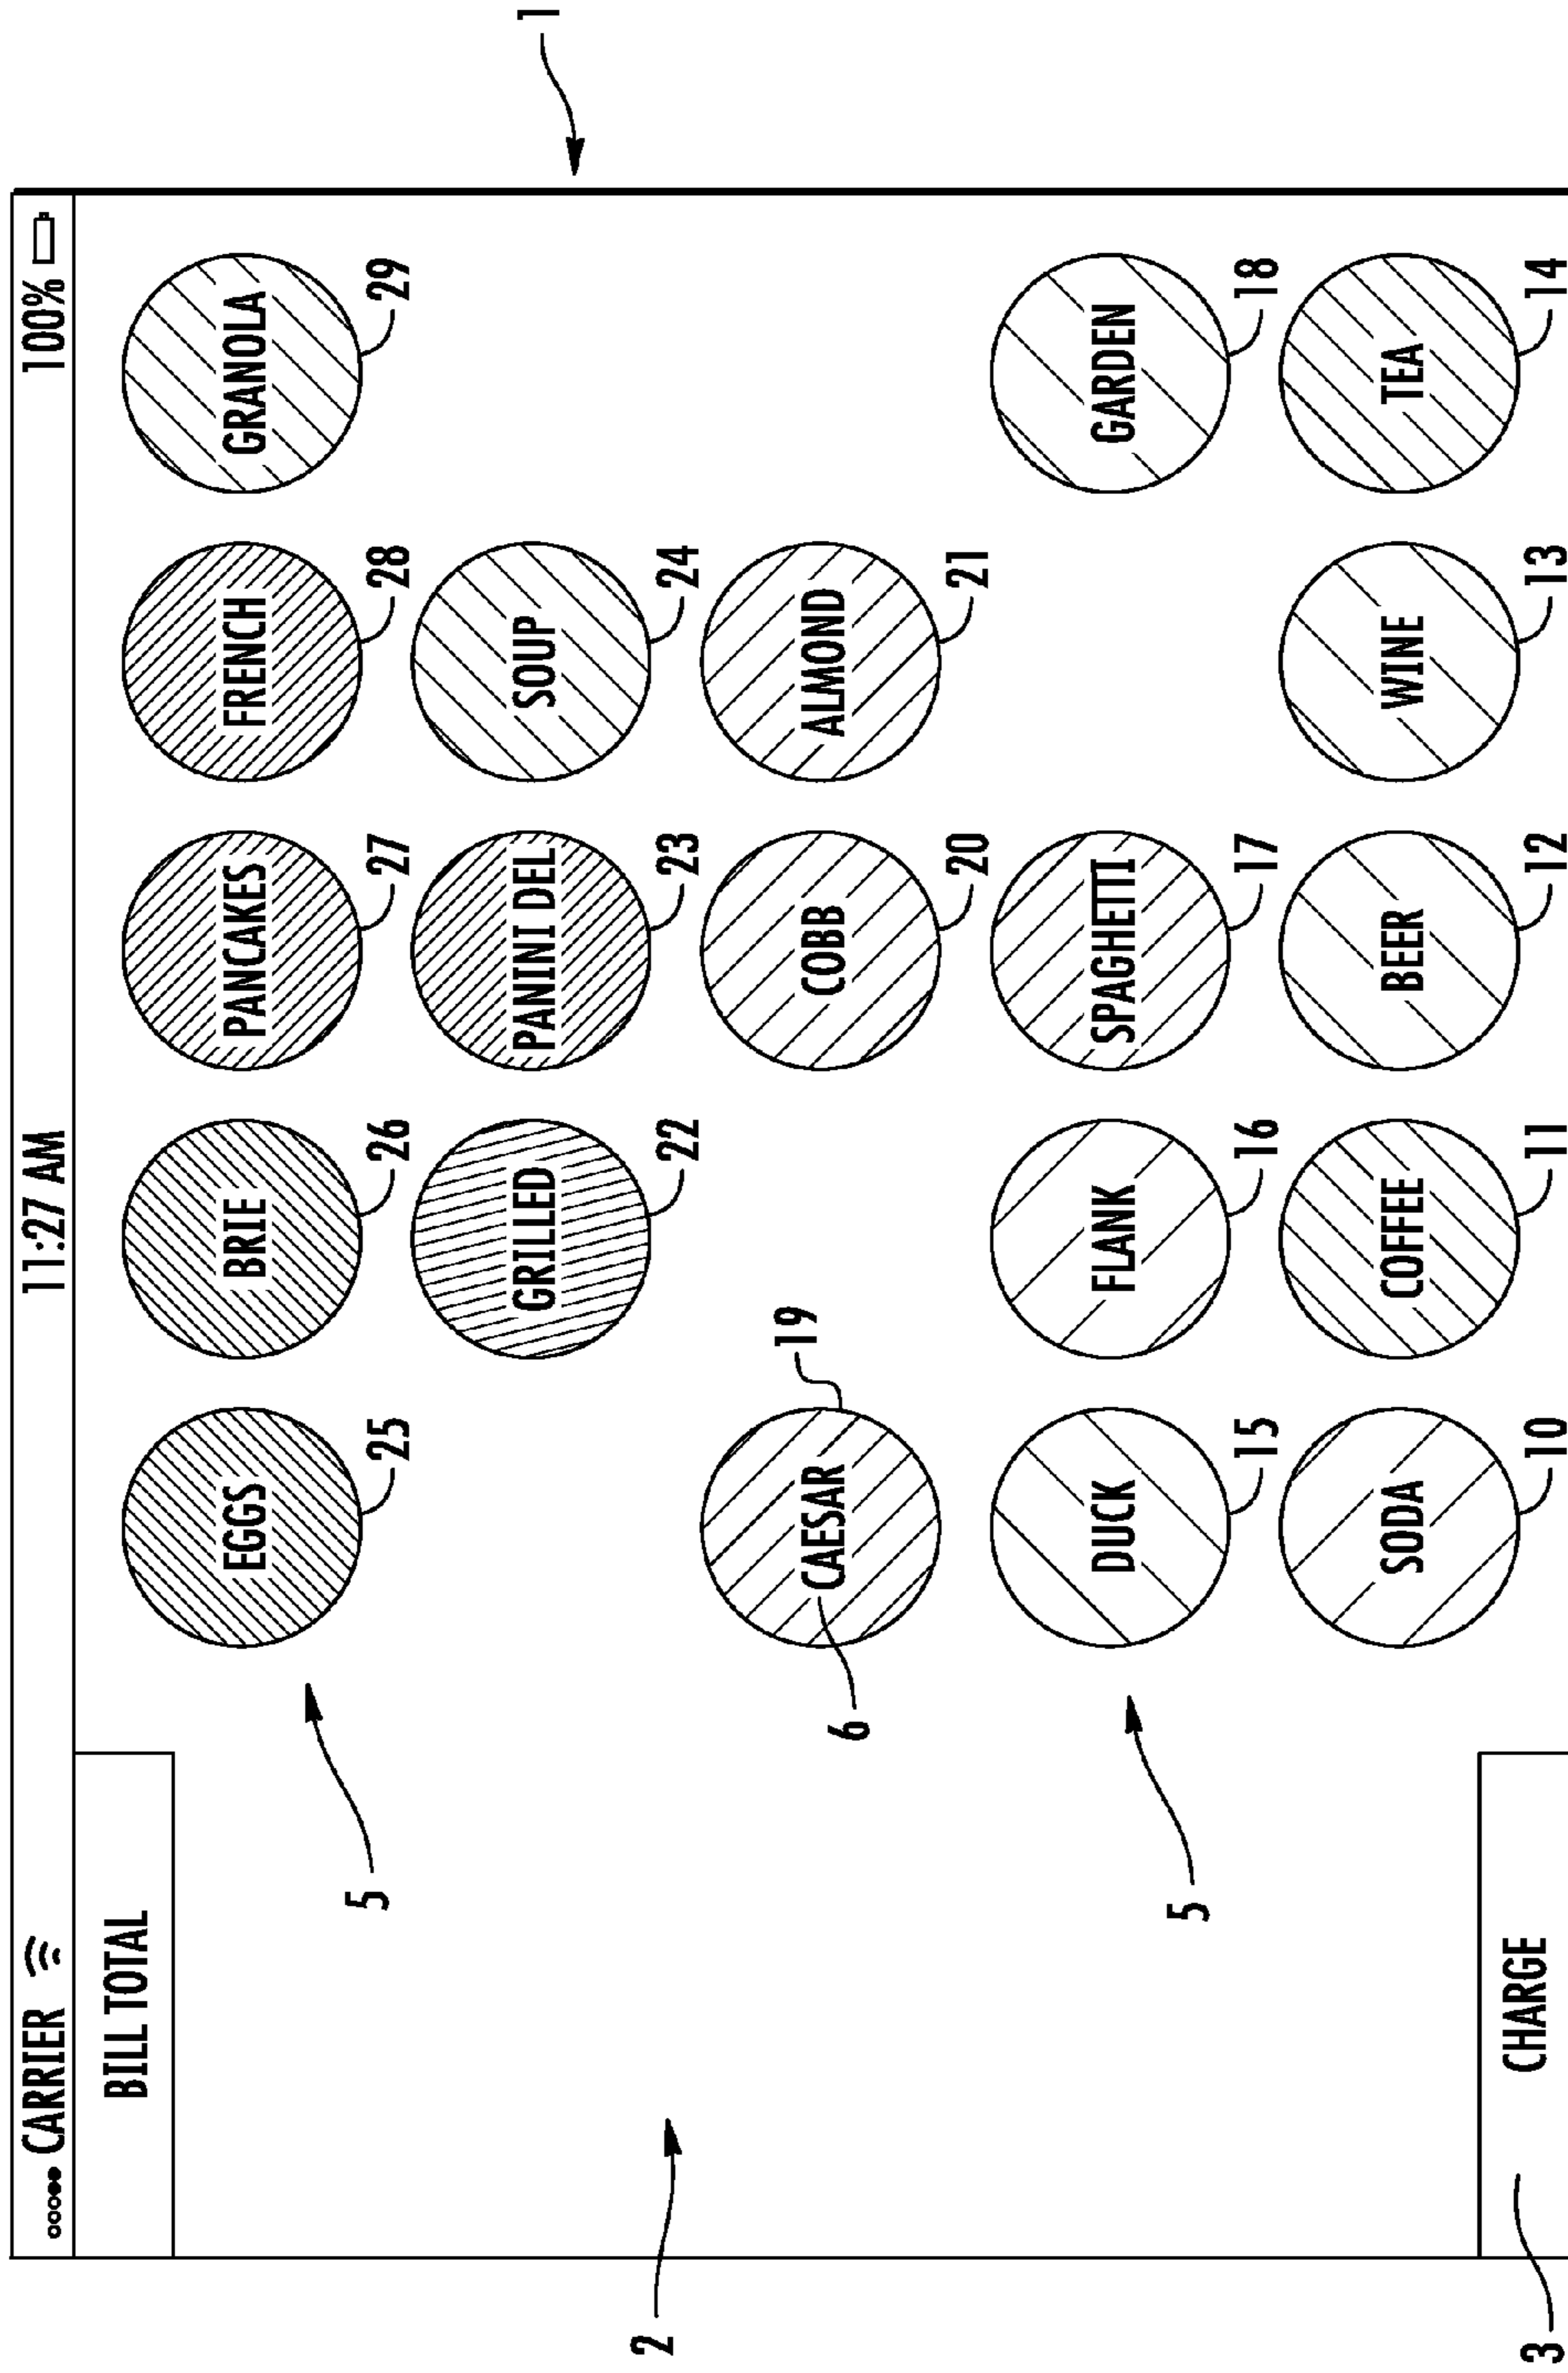 CARRIER 11:27 AM 100%
1
BILL TOTAL
EGGS BRIE PANCAKES FRENCH GRANOLA
25 26 27 28 29
5
GRILLED PANINI DEL SOUP
22 23 24
2
19
CAESAR COBB ALMOND
6
20 21
DUCK FLANK SPAGHETTI GARDEN
15 16 17 18
5
SODA COFFEE BEER WINE TEA
10 11 12 13 14
CHARGE
3